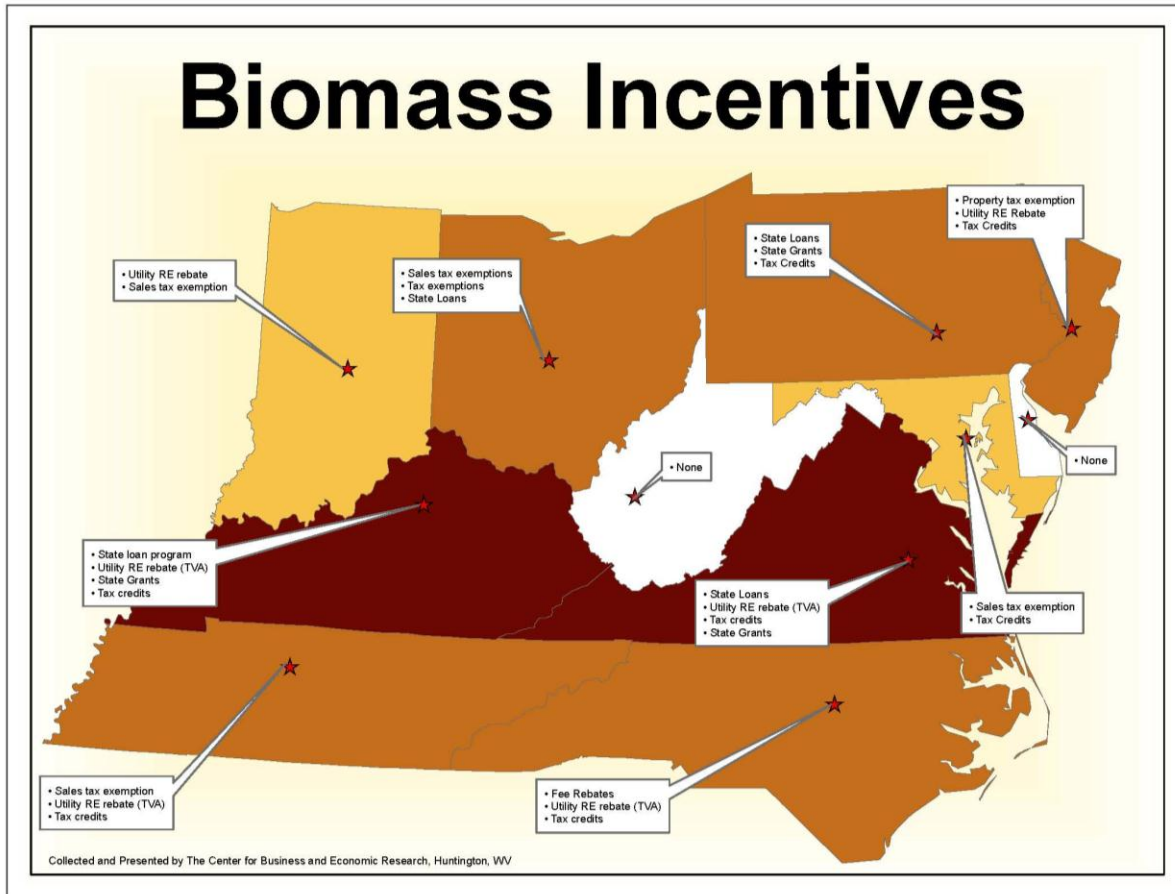 Biomass Incentives
• Property tax exemption
• Utility RE Rebate
• Tax Credits
• State Loans
• State Grants
• Tax Credits
• Utility RE rebate
• Sales tax exemption
• Sales tax exemptions
• Tax exemptions
• State Loans
• None
• None
• State loan program
• Utility RE rebate (TVA)
• State Grants
• Tax credits
• State Loans
• Utility RE rebate (TVA)
• Tax credits
• State Grants
• Sales tax exemption
• Tax Credits
• Sales tax exemption
• Utility RE rebate (TVA)
• Tax credits
• Fee Rebates
• Utility RE rebate (TVA)
• Tax credits
Collected and Presented by The Center for Business and Economic Research, Huntington, WV